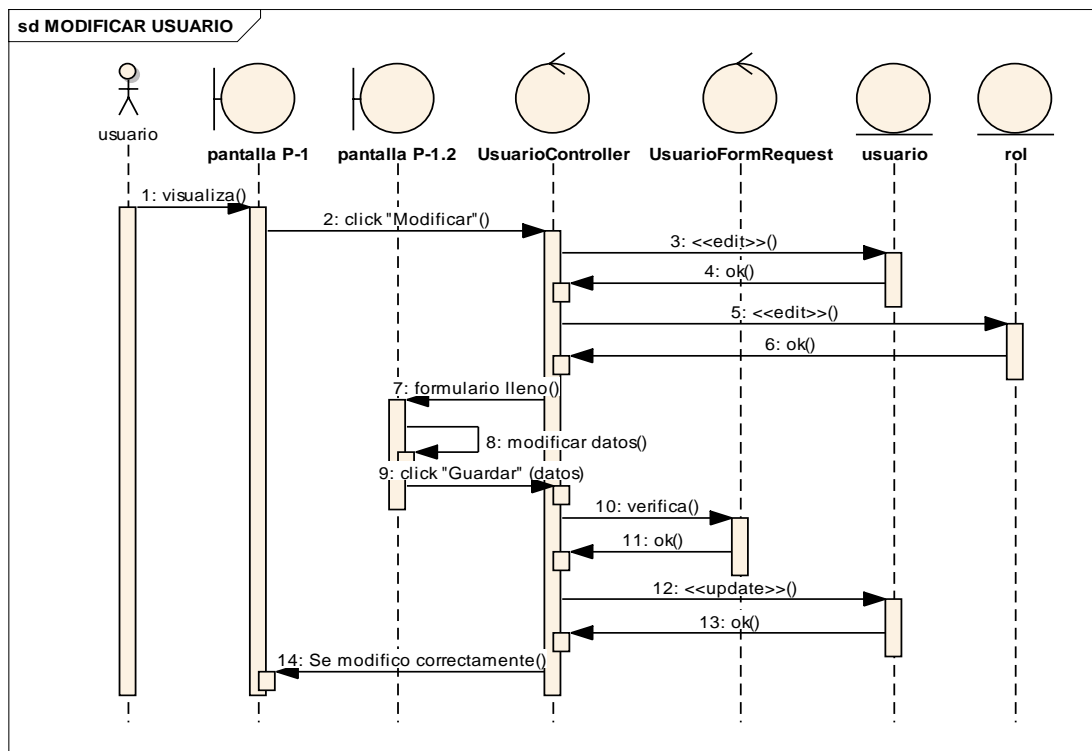 sd MODIFICAR USUARIO
usuario
pantalla P-1
pantalla P-1.2
UsuarioController
UsuarioFormRequest
usuario
rol
1: visualiza()
2: click "Modificar"()
3: <<edit>>()
4: ok()
5: <<edit>>()
6: ok()
7: formulario lleno()
8: modificar datos()
9: click "Guardar" (datos)
10: verifica()
11: ok()
12: <<update>>()
13: ok()
14: Se modifico correctamente()